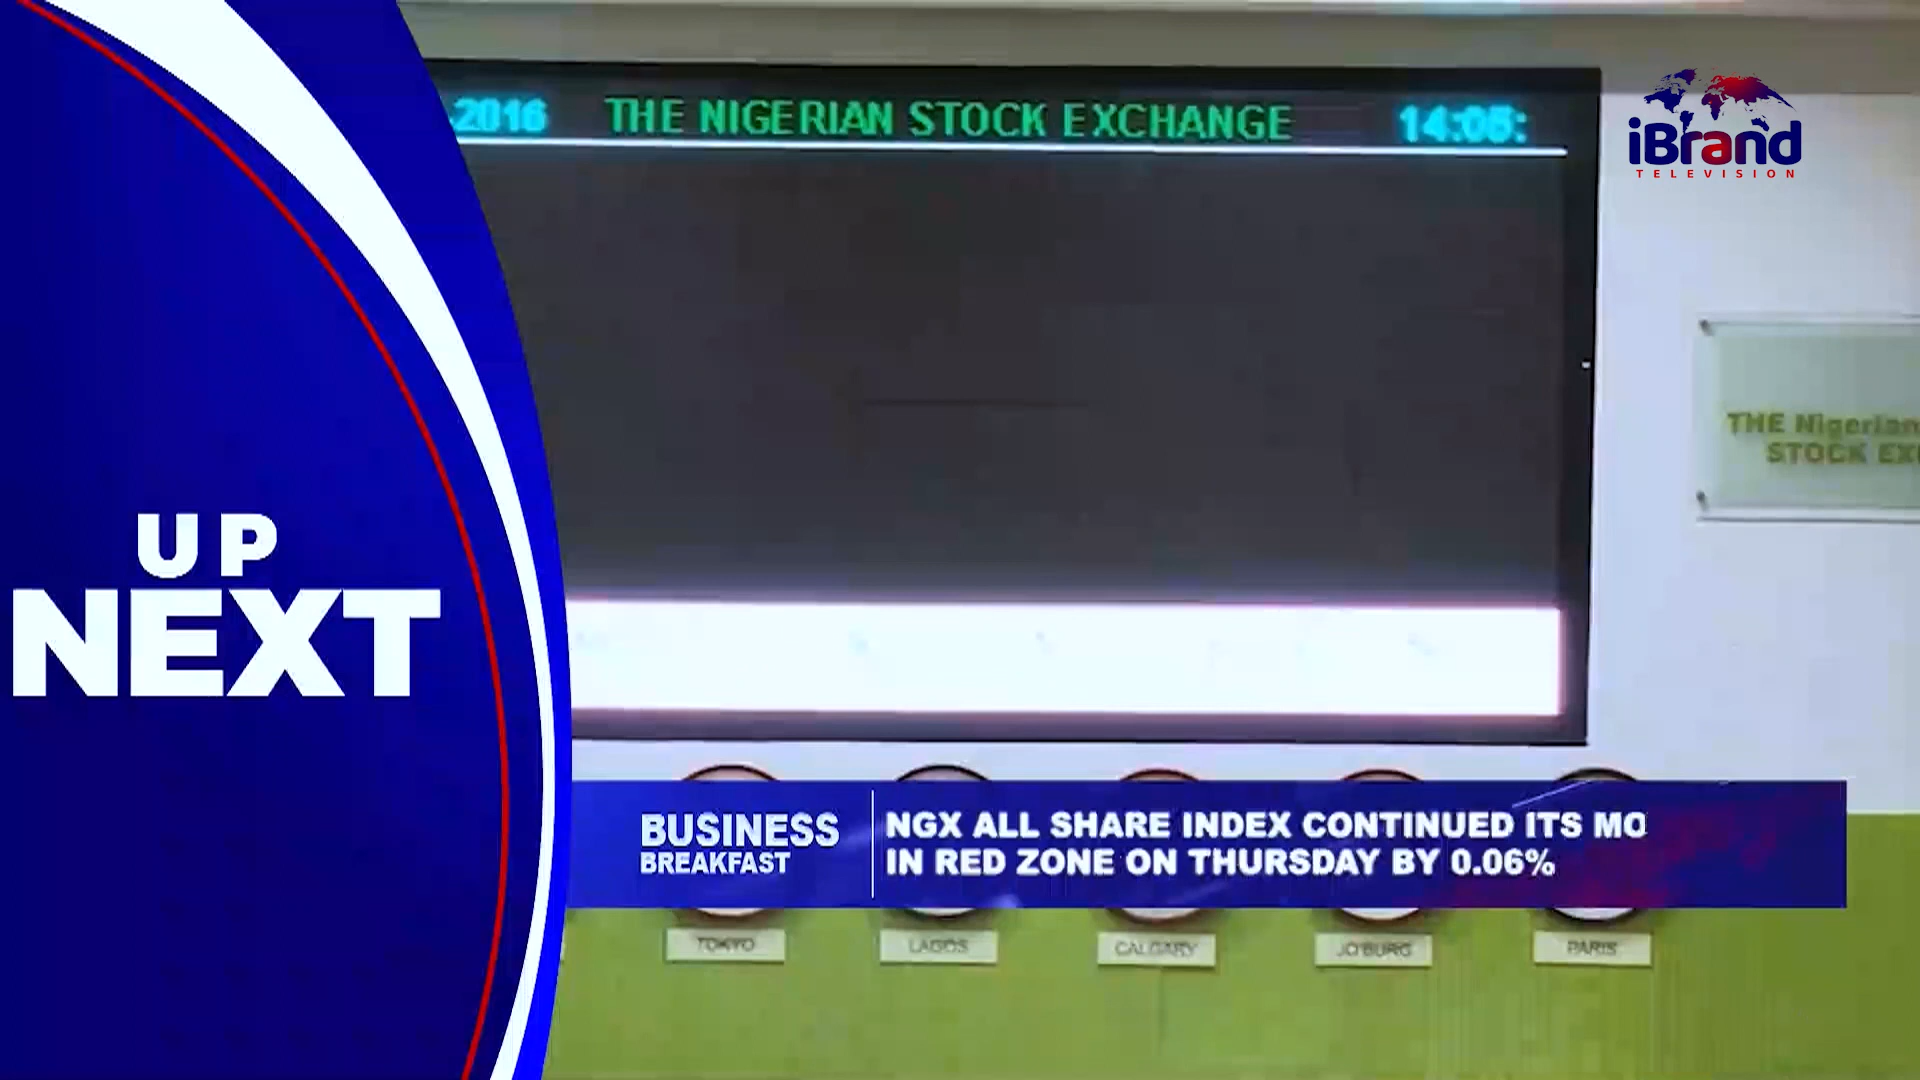 .2016 THE NIGERIAN STOCK EXCHANGE 14:05:
iBrand
TELEVISION
THE Nigerian
STOCK EX
UP
NEXT
BUSINESS
BREAKFAST
NGX ALL SHARE INDEX CONTINUED ITS MO
IN RED ZONE ON THURSDAY BY 0.06%
TOKYO
LAGOS
CALGARY
JO'BURG
PARIS